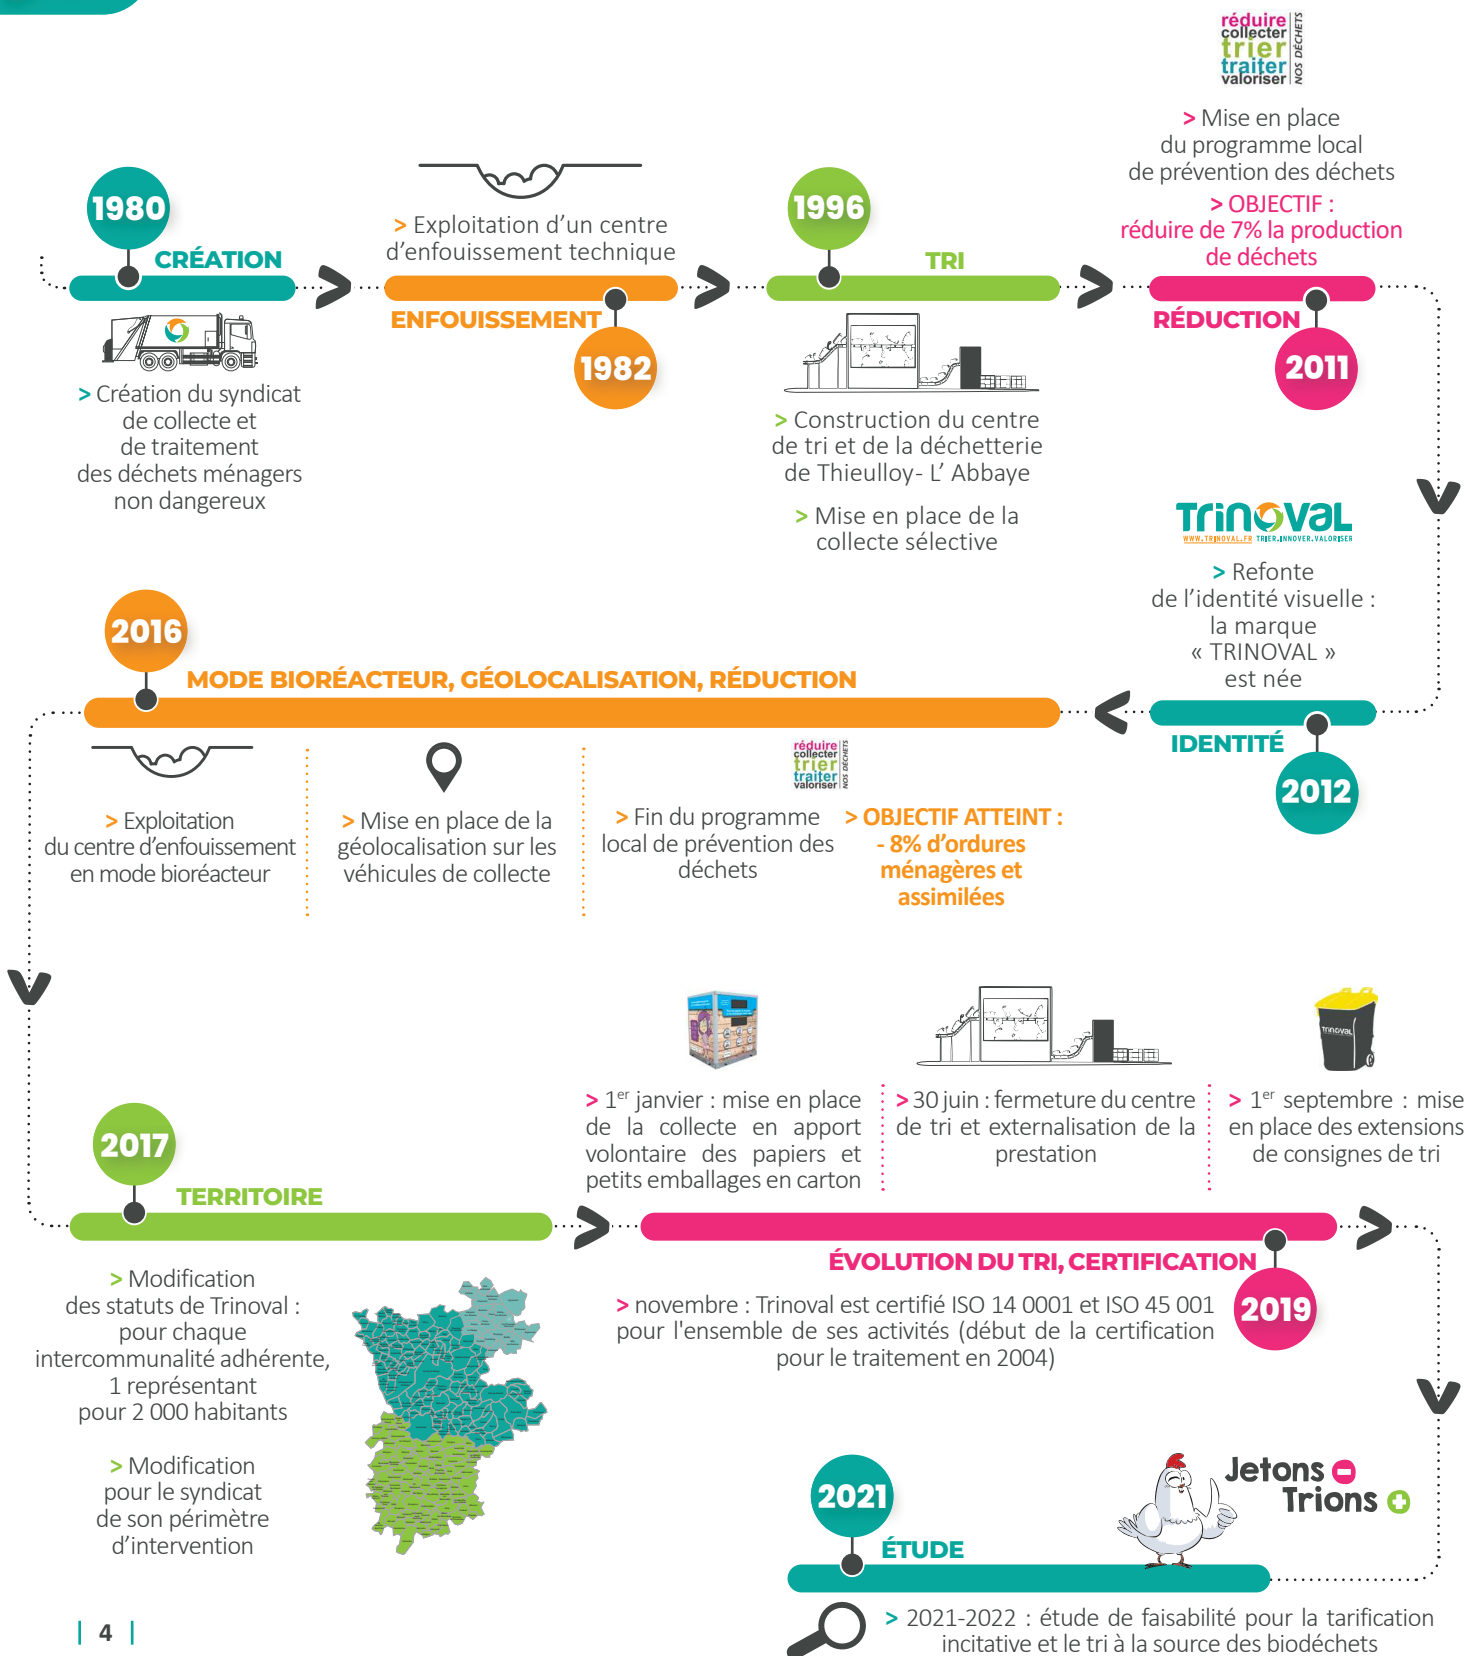 réduire
collecter
trier
traiter
valoriser
NOS DÉCHETS
1980
CRÉATION
> Création du syndicat
de collecte et
de traitement
des déchets ménagers
non dangereux
> Exploitation d’un centre
d’enfouissement technique
ENFOUISSEMENT
1982
1996
TRI
> Construction du centre
de tri et de la déchetterie
de Thieulloy- L’ Abbaye
> Mise en place de la
collecte sélective
> Mise en place
du programme local
de prévention des déchets
> OBJECTIF :
réduire de 7% la production
de déchets
RÉDUCTION
2011
TRINOVAL
WWW.TRINOVAL.FR TRIER.INNOVER.VALORISER
> Refonte
de l’identité visuelle :
la marque
« TRINOVAL »
est née
IDENTITÉ
2012
2016
MODE BIORÉACTEUR, GÉOLOCALISATION, RÉDUCTION
> Exploitation
du centre d’enfouissement
en mode bioréacteur
> Mise en place de la
géolocalisation sur les
véhicules de collecte
réduire
collecter
trier
traiter
valoriser
NOS DÉCHETS
> Fin du programme
local de prévention des
déchets
> OBJECTIF ATTEINT :
- 8% d’ordures
ménagères et
assimilées
2017
TERRITOIRE
> Modification
des statuts de Trinoval :
pour chaque
intercommunalité adhérente,
1 représentant
pour 2 000 habitants
> Modification
pour le syndicat
de son périmètre
d’intervention
> 1er janvier : mise en place
de la collecte en apport
volontaire des papiers et
petits emballages en carton
> 30 juin : fermeture du centre
de tri et externalisation de la
prestation
TRINOVAL
> 1er septembre : mise
en place des extensions
de consignes de tri
ÉVOLUTION DU TRI, CERTIFICATION
2019
> novembre : Trinoval est certifié ISO 14 0001 et ISO 45 001
pour l'ensemble de ses activités (début de la certification
pour le traitement en 2004)
2021
ÉTUDE
Jetons
Trions
> 2021-2022 : étude de faisabilité pour la tarification
incitative et le tri à la source des biodéchets
| 4 |